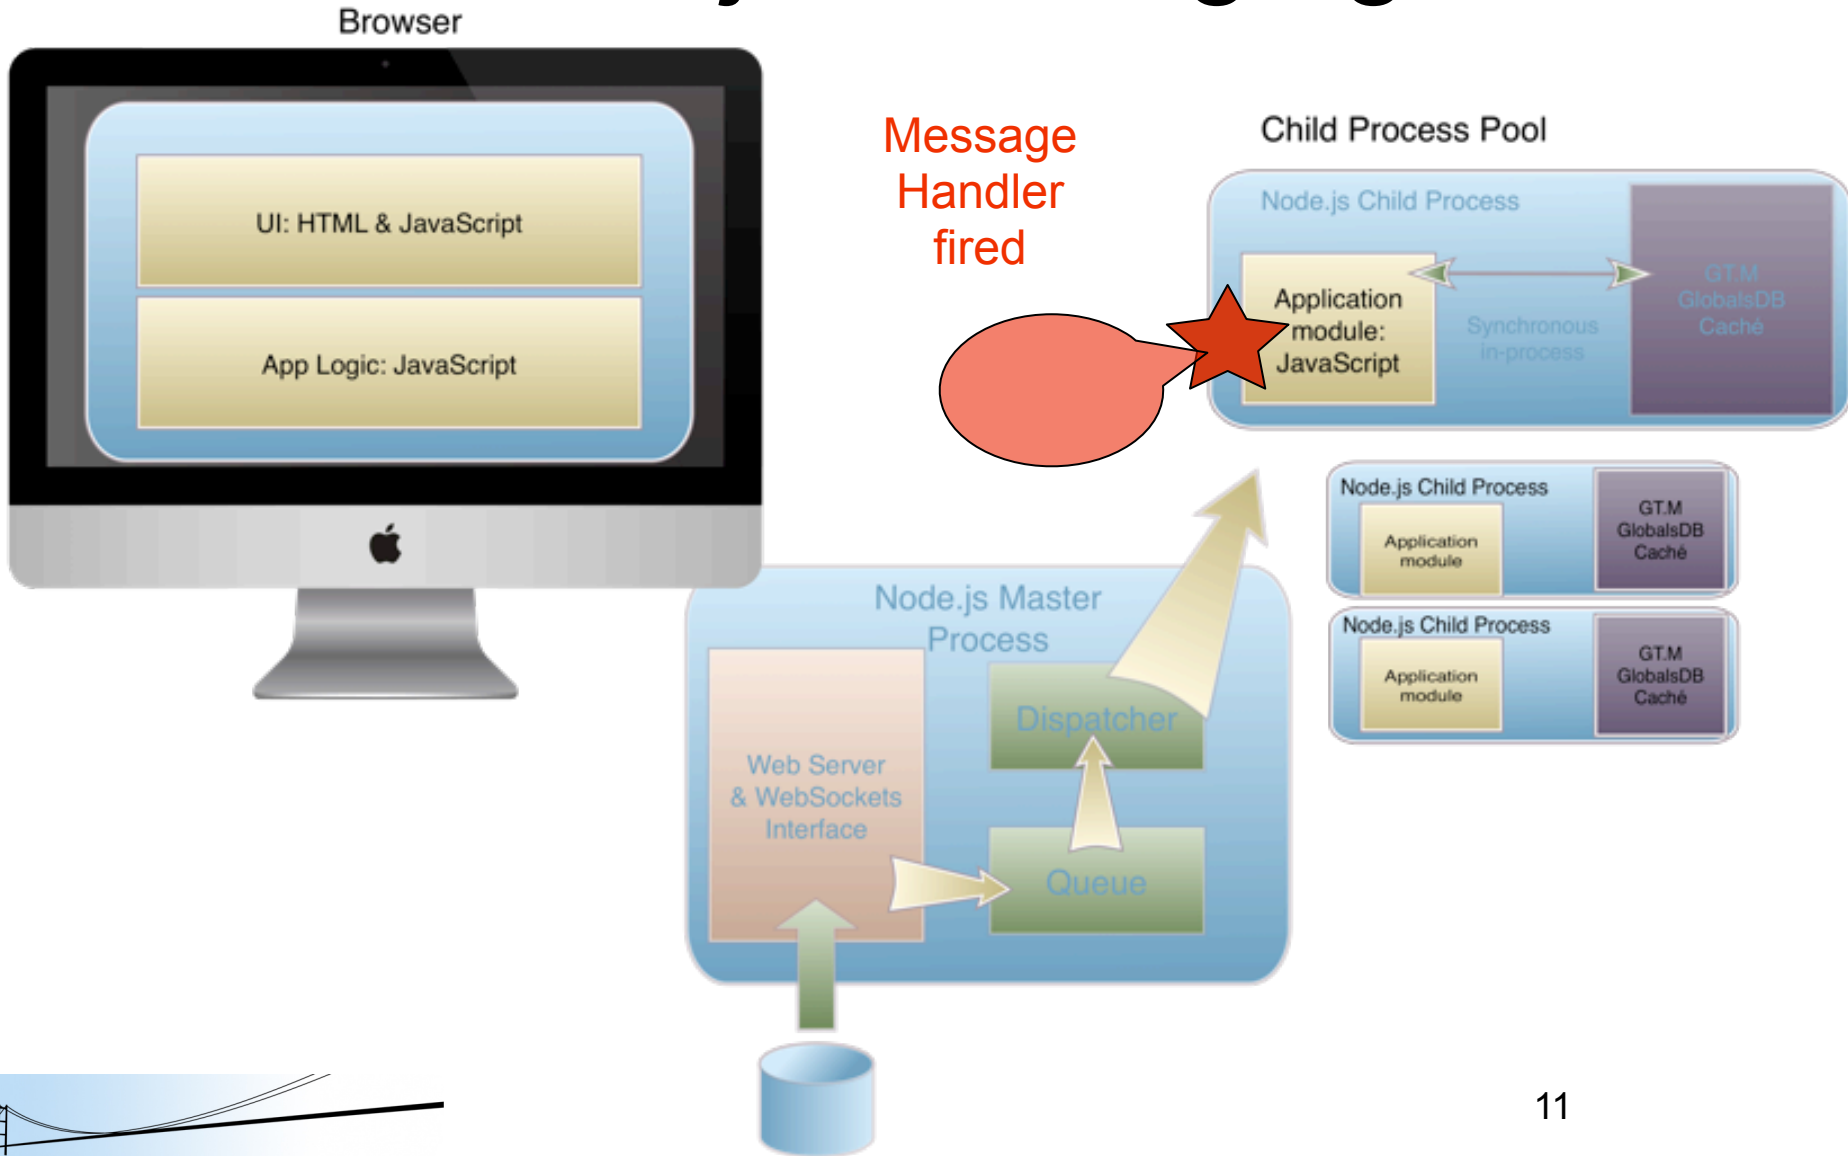 Browser
UI: HTML & JavaScript
App Logic: JavaScript
Message
Handler
fired
Child Process Pool
Node.js Child Process
Application
module:
JavaScript
Synchronous
in-process
GT.M
GlobalsDB
Caché
Node.js Child Process
Application
module
GT.M
GlobalsDB
Caché
Node.js Child Process
Application
module
GT.M
GlobalsDB
Caché
Node.js Master
Process
Web Server
& WebSockets
Interface
Dispatcher
Queue
11